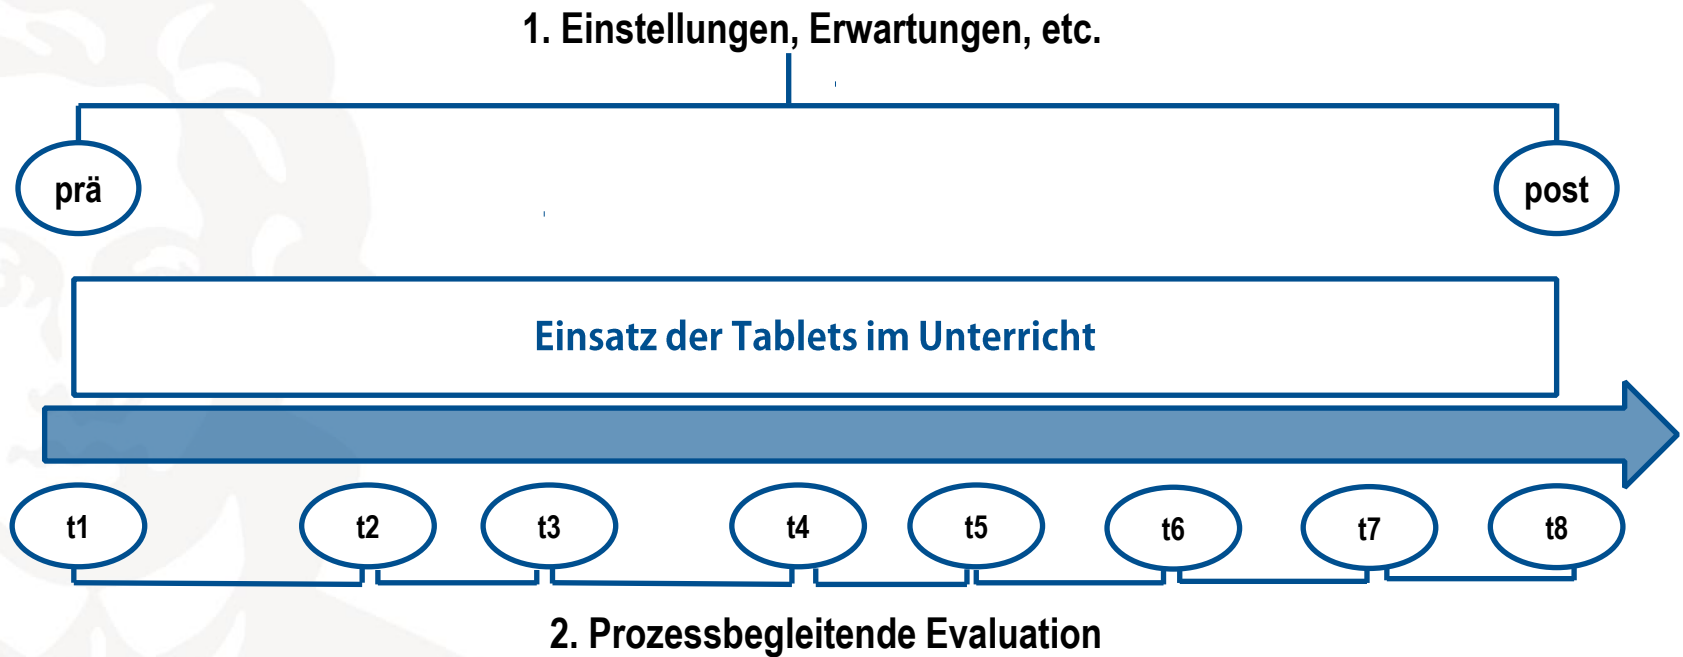 1. Einstellungen, Erwartungen, etc.
prä
post
Einsatz der Tablets im Unterricht
t1
t2
t3
t4
t5
t6
t7
t8
2. Prozessbegleitende Evaluation